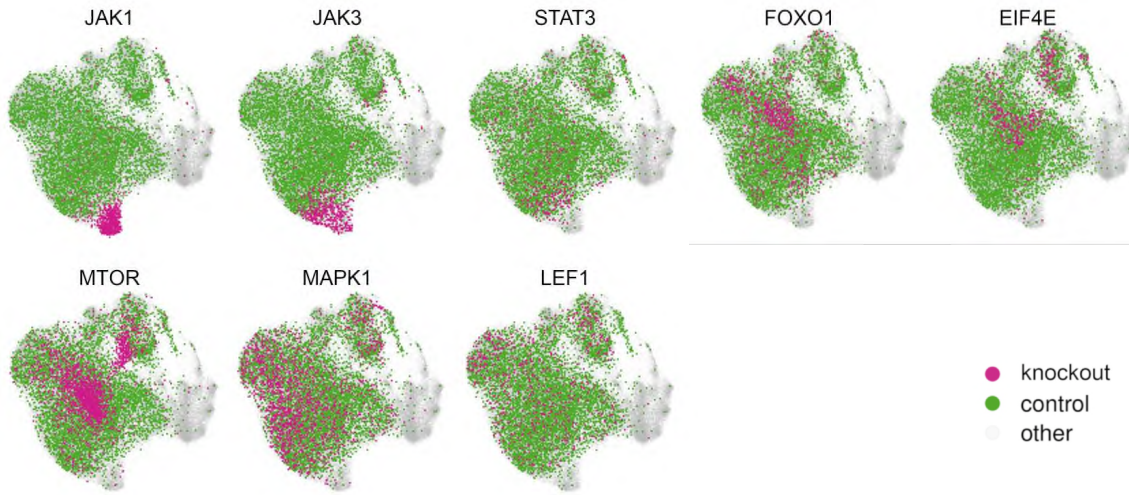 JAK1 JAK3 STAT3 FOXO1 EIF4E
MTOR MAPK1 LEF1
knockout
control
other